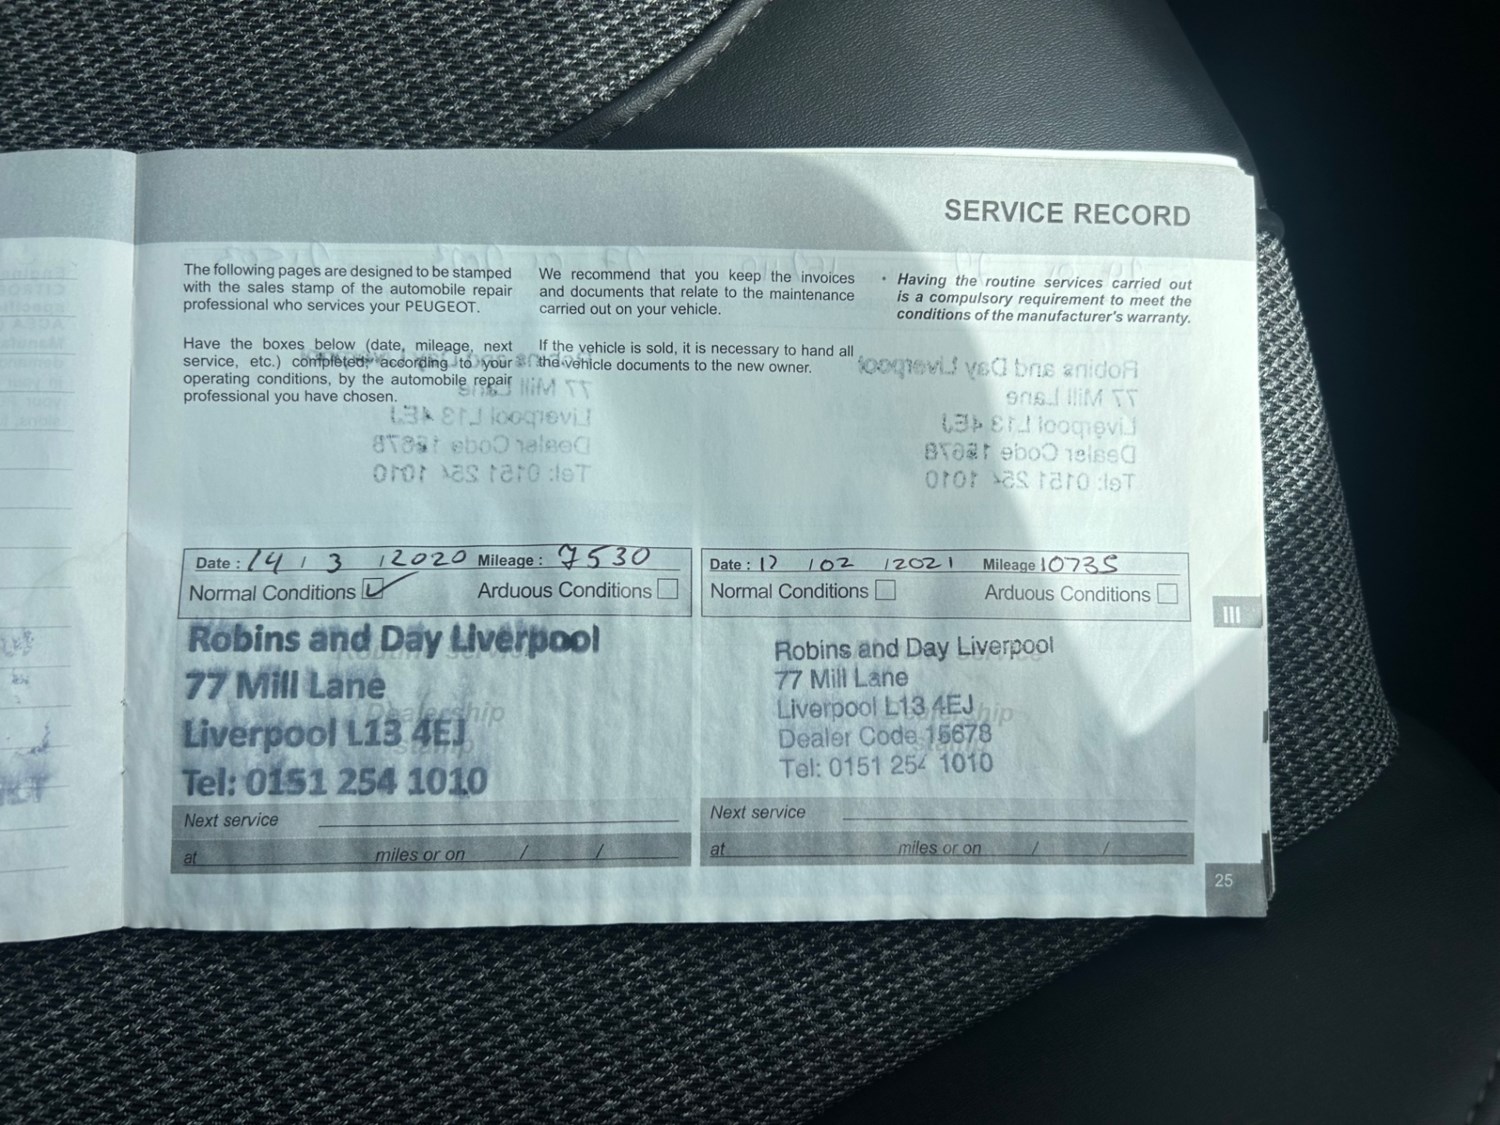 SERVICE RECORD
The following pages are designed to be stamped
with the sales stamp of the automobile repair
professional who services your PEUGEOT.
Have the boxes below (date, mileage, next
service, etc.) completed, according to your
operating conditions, by the automobile repair
professional you have chosen.
We recommend that you keep the invoices
and documents that relate to the maintenance
carried out on your vehicle.
If the vehicle is sold, it is necessary to hand all
the vehicle documents to the new owner.
• Having the routine services carried out
is a compulsory requirement to meet the
conditions of the manufacturer's warranty.
Date : 14 / 3 / 2020 Mileage : 7530
Normal Conditions Arduous Conditions
Robins and Day Liverpool
77 Mill Lane
Liverpool L13 4EJ
Tel: 0151 254 1010
Next service
at miles or on / /
Date : / 02 / 2021 Mileage 10735
Normal Conditions Arduous Conditions
Robins and Day Liverpool
77 Mill Lane
Liverpool L13 4EJ
Dealer Code 15678
Tel: 0151 254 1010
Dealership
stamp
Next service
at miles or on / /
III
25